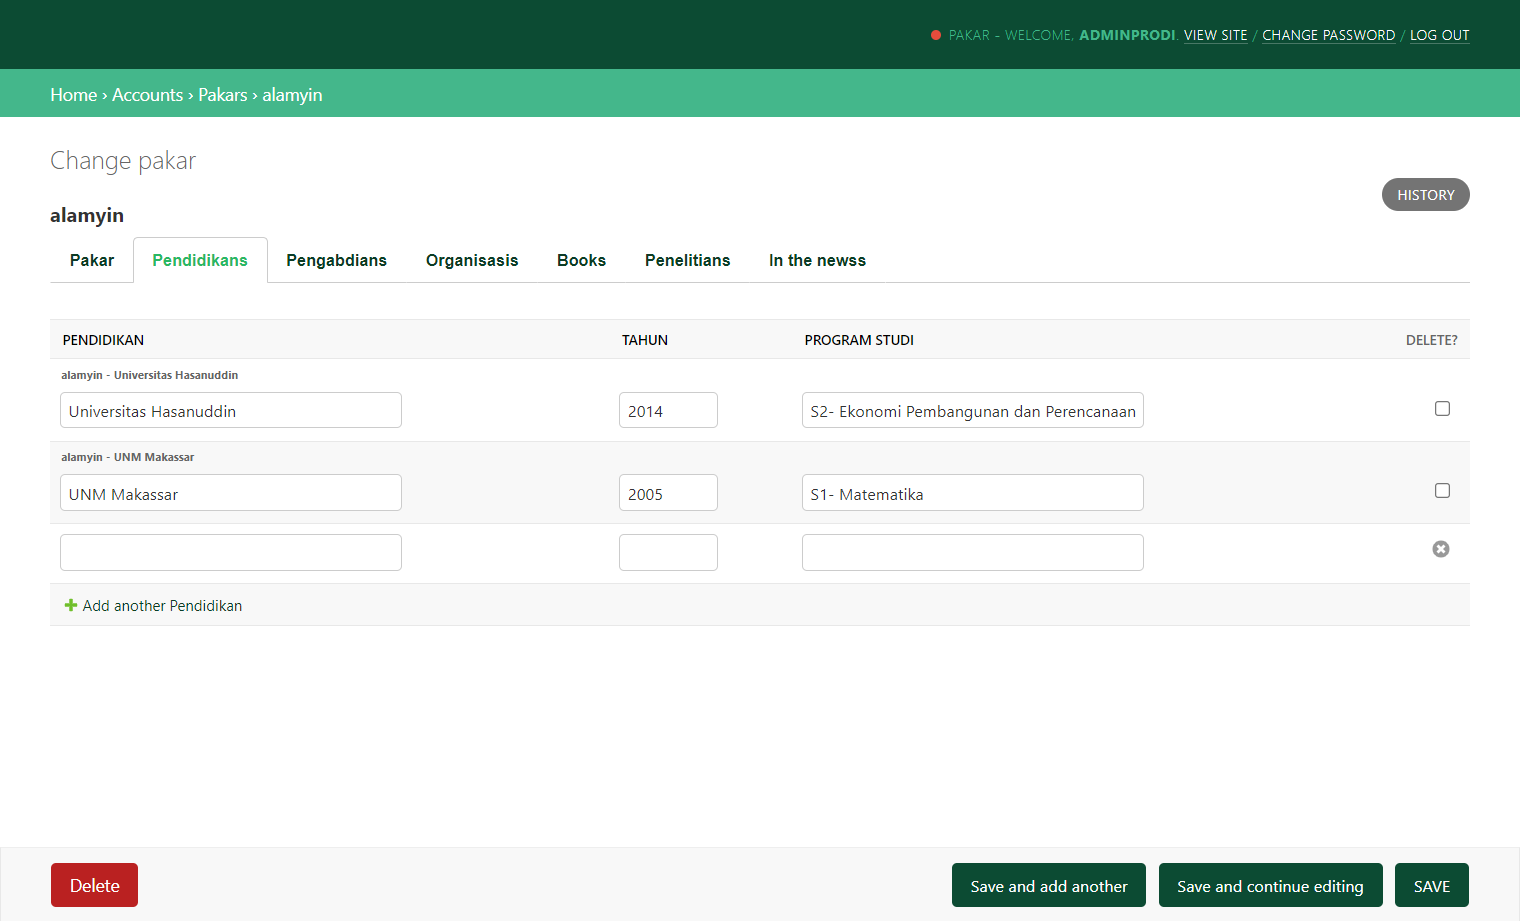 PAKAR - WELCOME, ADMINPRODI. VIEW SITE / CHANGE PASSWORD / LOG OUT
Home › Accounts › Pakars › alamyin
Change pakar
HISTORY
alamyin
Pakar Pendidikans Pengabdians Organisasis Books Penelitians In the newss
PENDIDIKAN TAHUN PROGRAM STUDI DELETE?
alamyin - Universitas Hasanuddin
Universitas Hasanuddin 2014 S2- Ekonomi Pembangunan dan Perencanaan
alamyin - UNM Makassar
UNM Makassar 2005 S1- Matematika
Add another Pendidikan
Delete Save and add another Save and continue editing SAVE